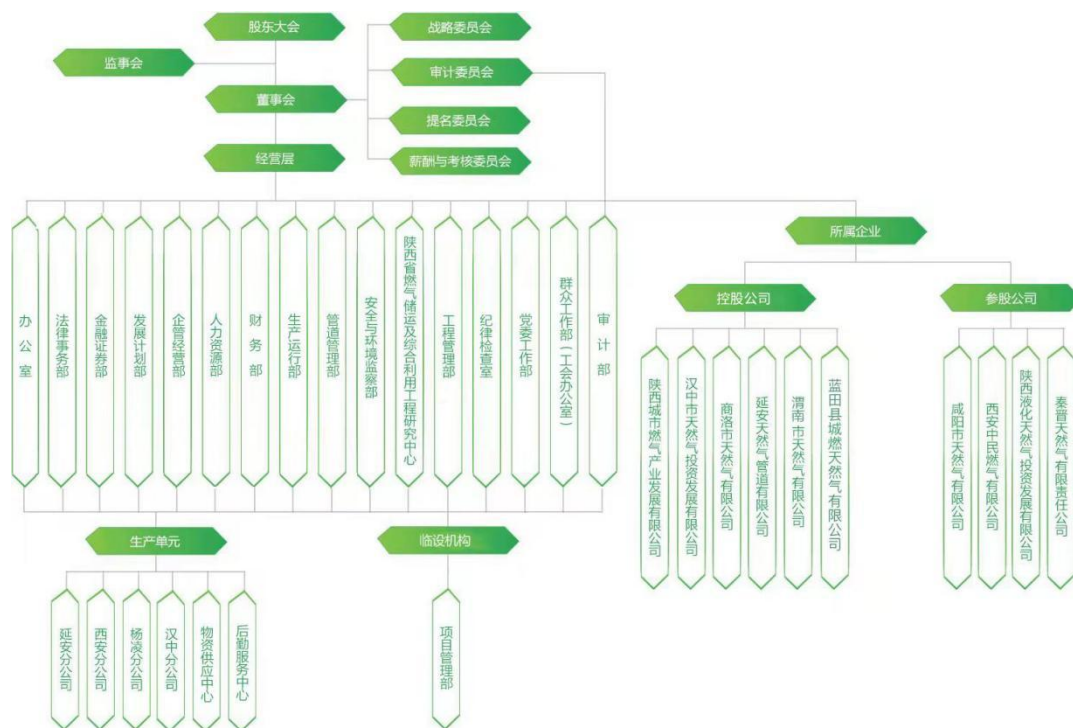 股东大会
战略委员会
监事会
审计委员会
董事会
提名委员会
经营层
薪酬与考核委员会
所属企业
控股公司
参股公司
办公室
法律事务部
金融证券部
发展计划部
企管经营部
人力资源部
财务部
生产运行部
管道管理部
安全与环境监察部
陕西省燃气储运及综合利用工程研究中心
工程管理部
纪律检查室
党委工作部
群众工作部（工会办公室）
审计部
陕西城市燃气产业发展有限公司
汉中市天然气投资发展有限公司
商洛市天然气有限公司
延安天然气管道有限公司
渭南市天然气有限公司
蓝田县城燃天然气有限公司
咸阳市天然气有限公司
西安中民燃气有限公司
陕西液化天然气投资发展有限公司
秦晋天然气有限责任公司
生产单元
临设机构
延安分公司
西安分公司
杨凌分公司
汉中分公司
物资供应中心
后勤服务中心
项目管理部